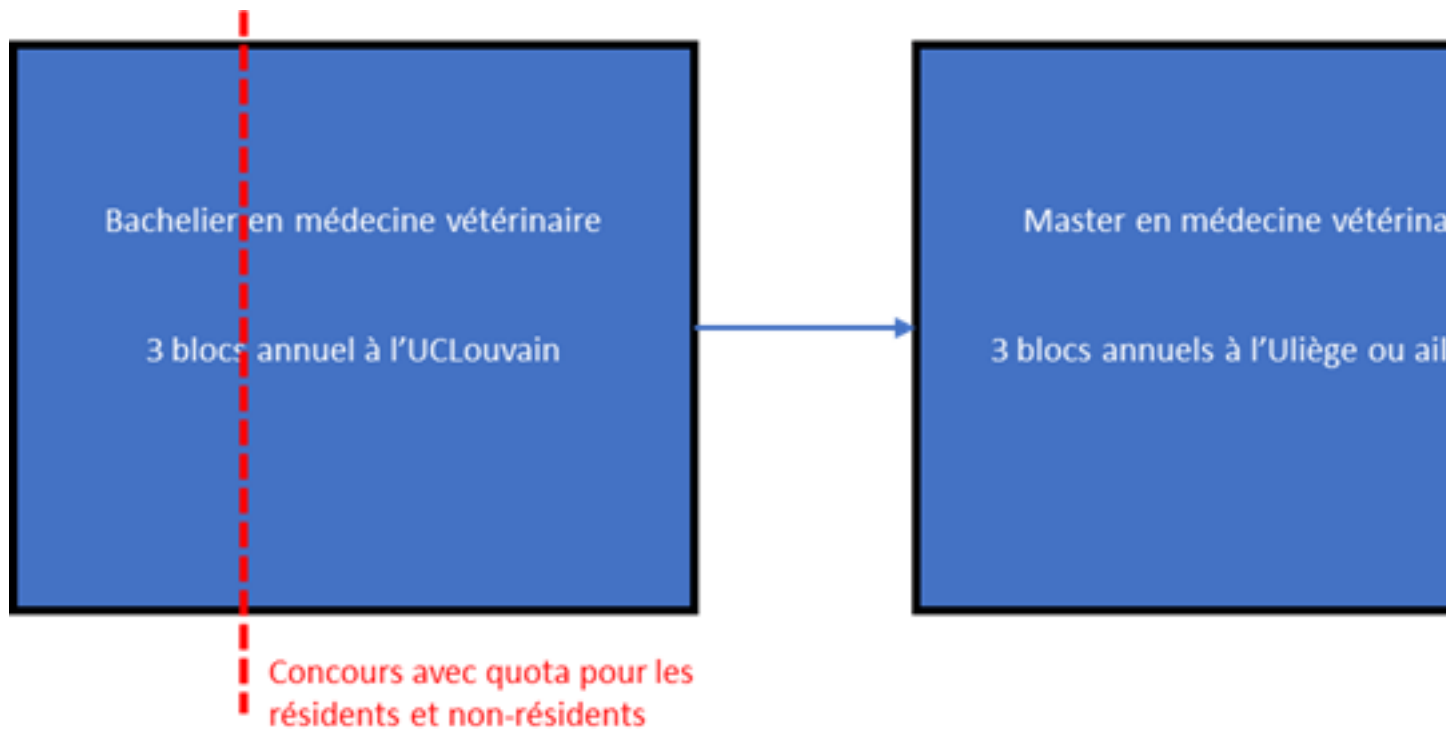 Bachelier en médecine vétérinaire
3 blocs annuel à l'UCLouvain
Master en médecine vétérina
3 blocs annuels à l'Uliège ou ail
Concours avec quota pour les
résidents et non-résidents